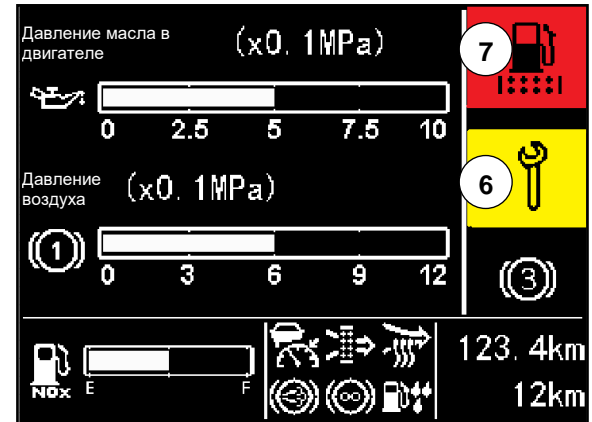 Давление масла в
двигателе
(x0. 1MPa)
7
0 2.5 5 7.5 10
Давление
воздуха
(x0. 1MPa)
6
1
0 3 6 9 12
3
NOx
E F
123. 4km
12km